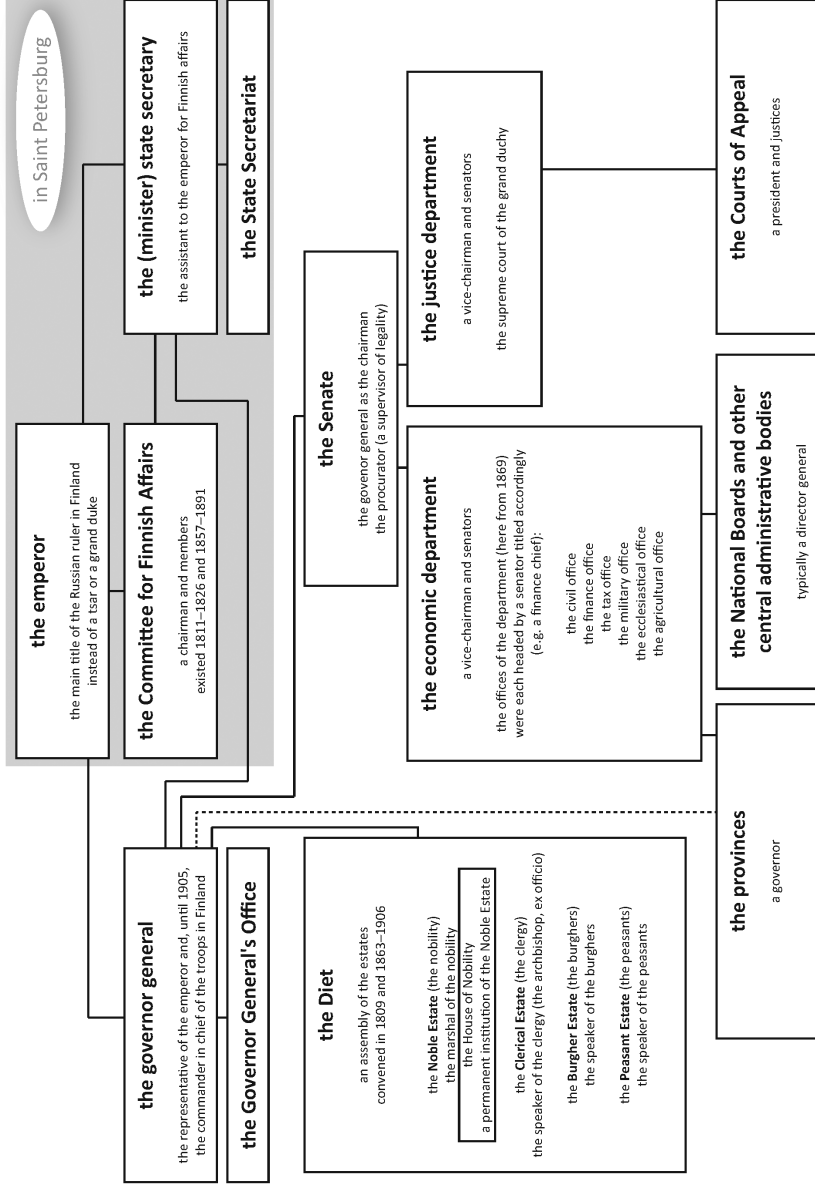 in Saint Petersburg
the emperor
the main title of the Russian ruler in Finland
instead of a tsar or a grand duke
the governor general
the representative of the emperor and, until 1905,
the commander in chief of the troops in Finland
the Governor General's Office
the Committee for Finnish Affairs
a chairman and members
existed 1811–1826 and 1857–1891
the (minister) state secretary
the assistant to the emperor for Finnish affairs
the State Secretariat
the Diet
an assembly of the estates
convened in 1809 and 1863–1906
the Noble Estate (the nobility)
the marshal of the nobility
the House of Nobility
a permanent institution of the Noble Estate
the Clerical Estate (the clergy)
the speaker of the clergy (the archbishop, ex officio)
the Burgher Estate (the burghers)
the speaker of the burghers
the Peasant Estate (the peasants)
the speaker of the peasants
the Senate
the govenor general as the chairman
the procurator (a supervisor of legality)
the economic department
a vice-chairman and senators
the offices of the department (here from 1869)
were each headed by a senator titled accordingly
(e.g. a finance chief):
the civil office
the finance office
the tax office
the military office
the ecclesiastical office
the agricultural office
the justice department
a vice-chairman and senators
the supreme court of the grand duchy
the provinces
a governor
the National Boards and other
central administrative bodies
typically a director general
the Courts of Appeal
a president and justices